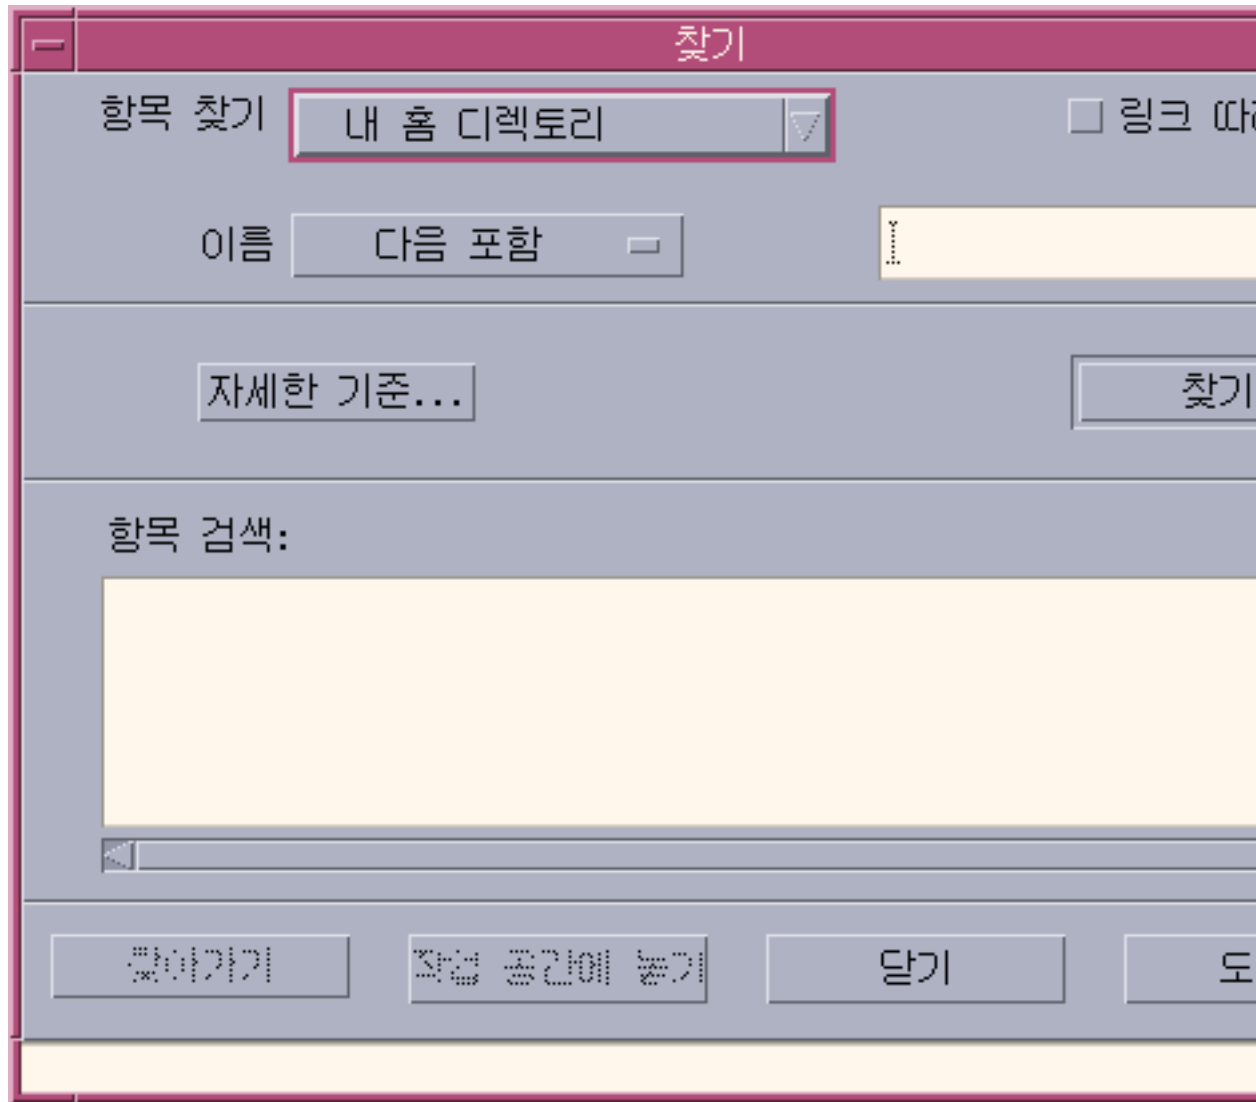 찾기
항목 찾기 내 홈 디렉토리 링크
이름 다음 포함
자세한 기준... 찾기
항목 검색:
찾아가기 작업 공간에 놓기 닫기